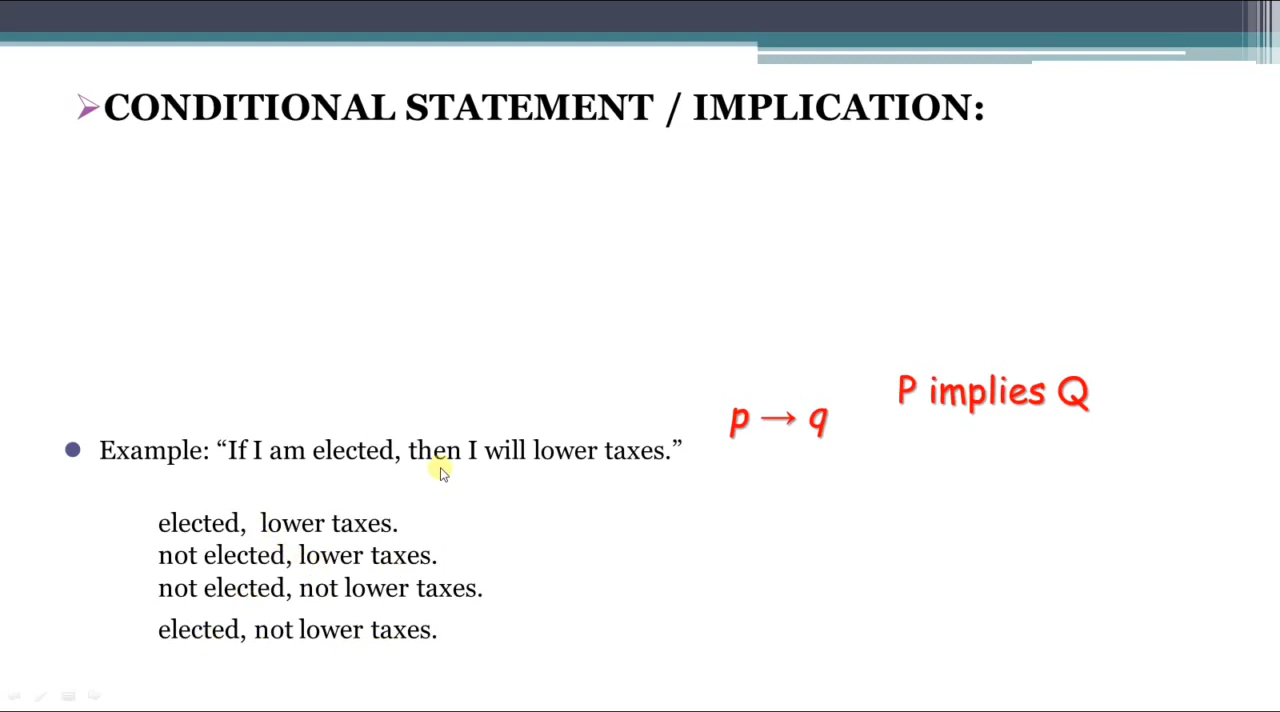 CONDITIONAL STATEMENT / IMPLICATION:
P implies Q
p → q
Example: “If I am elected, then I will lower taxes.”
elected, lower taxes.
not elected, lower taxes.
not elected, not lower taxes.
elected, not lower taxes.